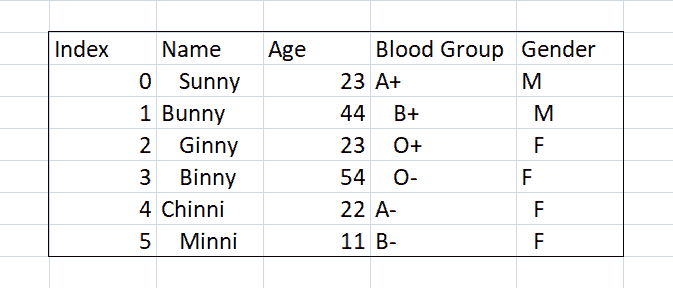 Index Name Age Blood Group Gender
0 Sunny 23 A+ M
1 Bunny 44 B+ M
2 Ginny 23 O+ F
3 Binny 54 O- F
4 Chinni 22 A- F
5 Minni 11 B- F